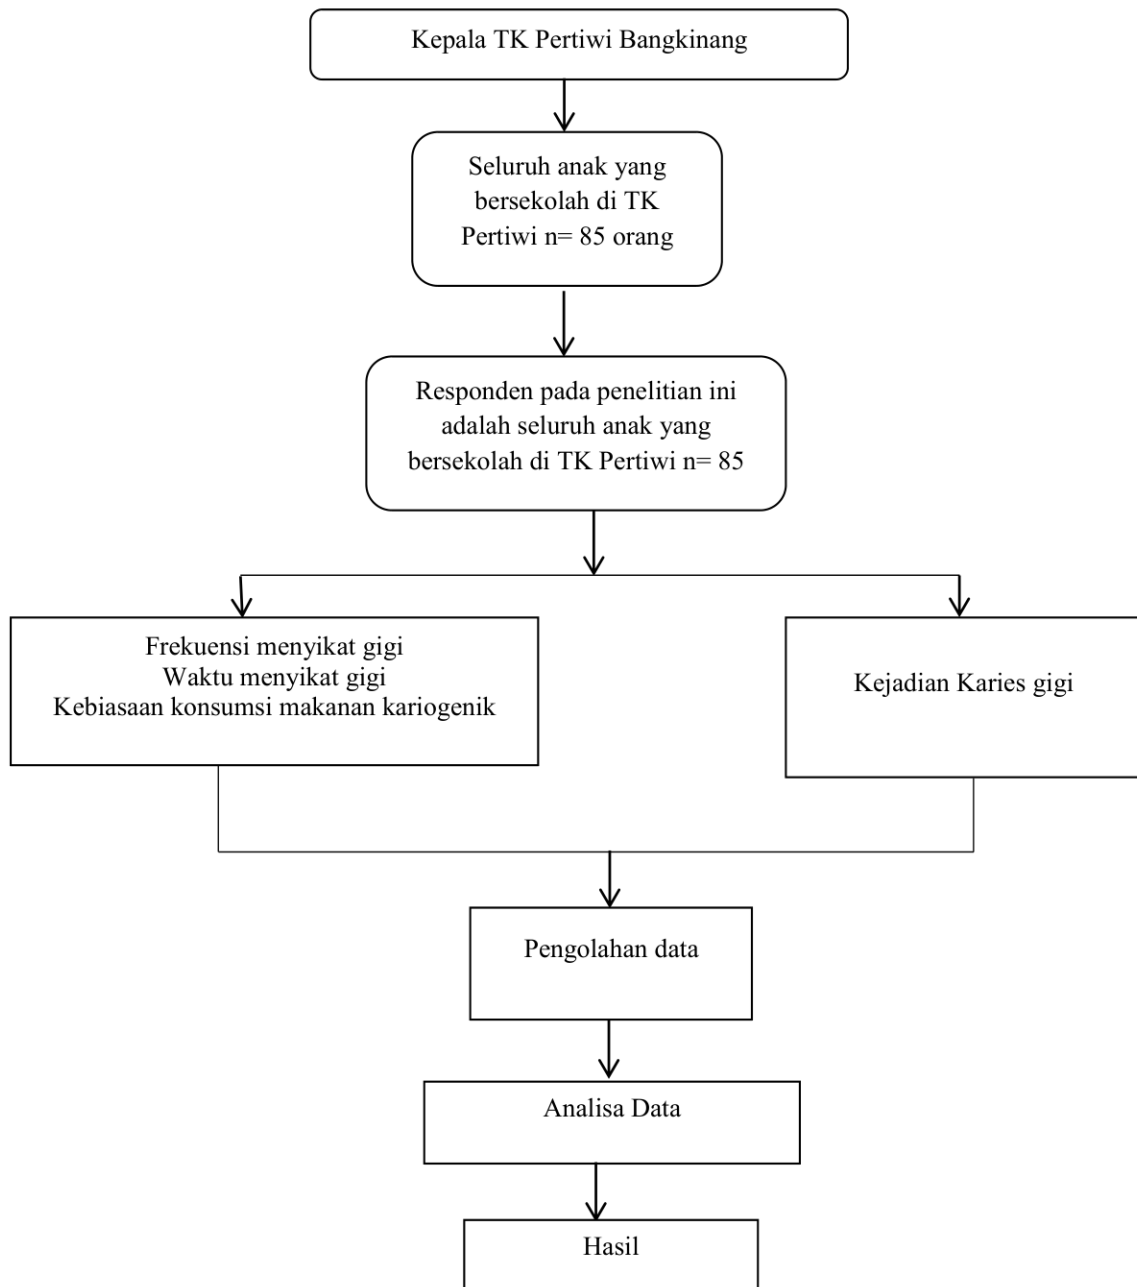 Kepala TK Pertiwi Bangkinang
Seluruh anak yang
bersekolah di TK
Pertiwi n= 85 orang
Responden pada penelitian ini
adalah seluruh anak yang
bersekolah di TK Pertiwi n= 85
Frekuensi menyikat gigi
Waktu menyikat gigi
Kebiasaan konsumsi makanan kariogenik
Kejadian Karies gigi
Pengolahan data
Analisa Data
Hasil